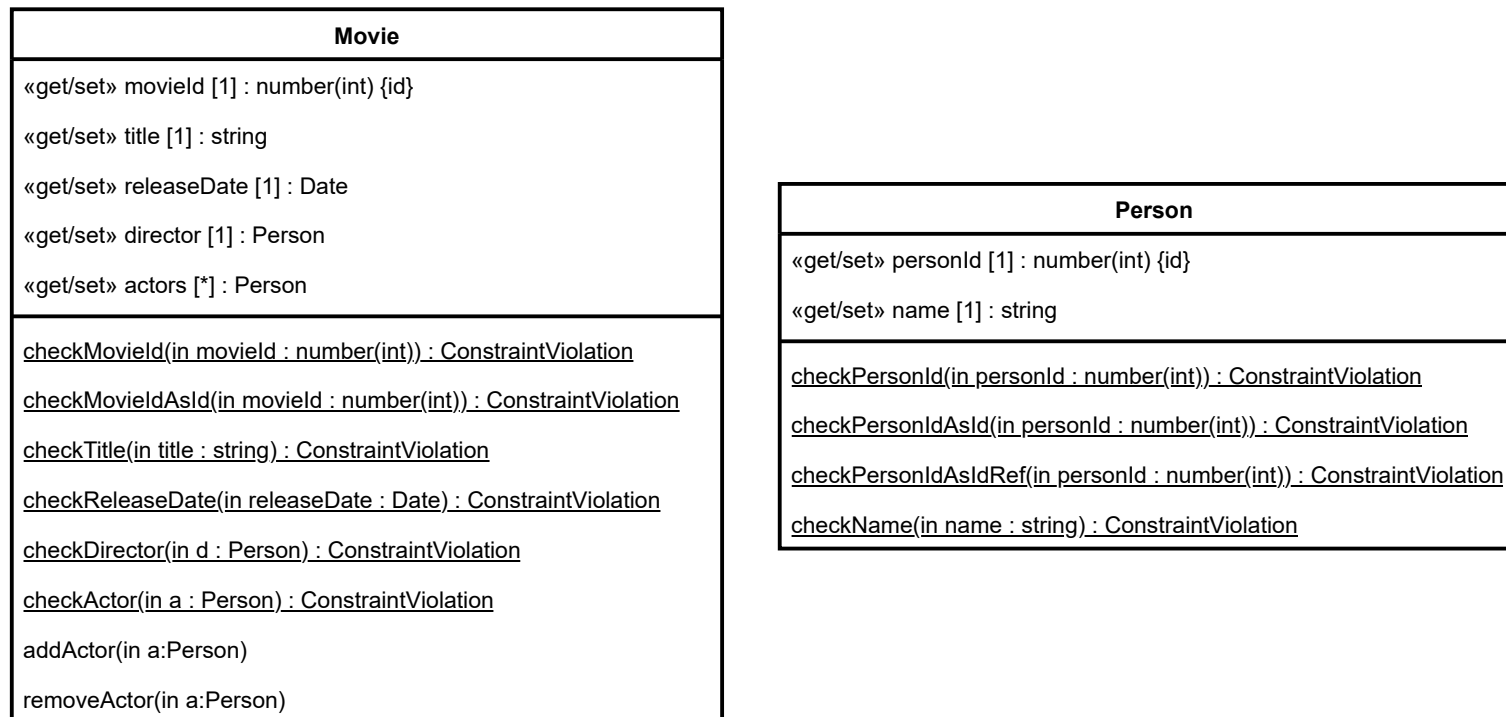 Movie
«get/set» movieId [1] : number(int) {id}
«get/set» title [1] : string
«get/set» releaseDate [1] : Date
«get/set» director [1] : Person
«get/set» actors [*] : Person
checkMovieId(in movieId : number(int)) : ConstraintViolation
checkMovieIdAsId(in movieId : number(int)) : ConstraintViolation
checkTitle(in title : string) : ConstraintViolation
checkReleaseDate(in releaseDate : Date) : ConstraintViolation
checkDirector(in d : Person) : ConstraintViolation
checkActor(in a : Person) : ConstraintViolation
addActor(in a:Person)
removeActor(in a:Person)
Person
«get/set» personId [1] : number(int) {id}
«get/set» name [1] : string
checkPersonId(in personId : number(int)) : ConstraintViolation
checkPersonIdAsId(in personId : number(int)) : ConstraintViolation
checkPersonIdAsIdRef(in personId : number(int)) : ConstraintViolation
checkName(in name : string) : ConstraintViolation